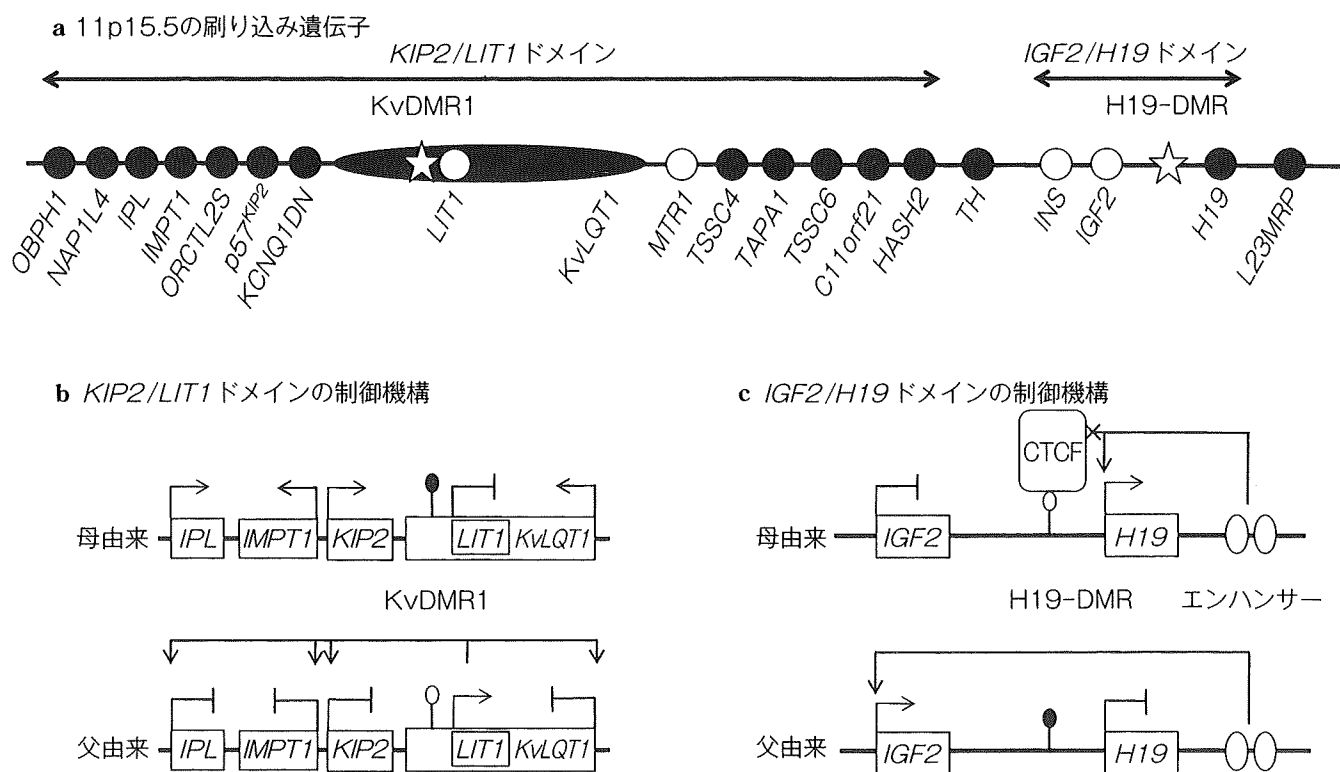 a 11p15.5の刷り込み遺伝子
KIP2/LIT1ドメイン
IGF2/H19ドメイン
KvDMR1
H19-DMR
OBPH1
NAP1L4
IPL
IMPT1
ORCTL2S
p57KIP2
KCNQ1DN
LIT1
KvLQT1
MTR1
TSSC4
TAPA1
TSSC6
C11orf21
HASH2
TH
INS
IGF2
H19
L23MRP
b KIP2/LIT1ドメインの制御機構
母由来
IPL
IMPT1
KIP2
LIT1
KvLQT1
KvDMR1
父由来
IPL
IMPT1
KIP2
LIT1
KvLQT1
c IGF2/H19ドメインの制御機構
CTCF
母由来
IGF2
H19
H19-DMR
エンハンサー
父由来
IGF2
H19